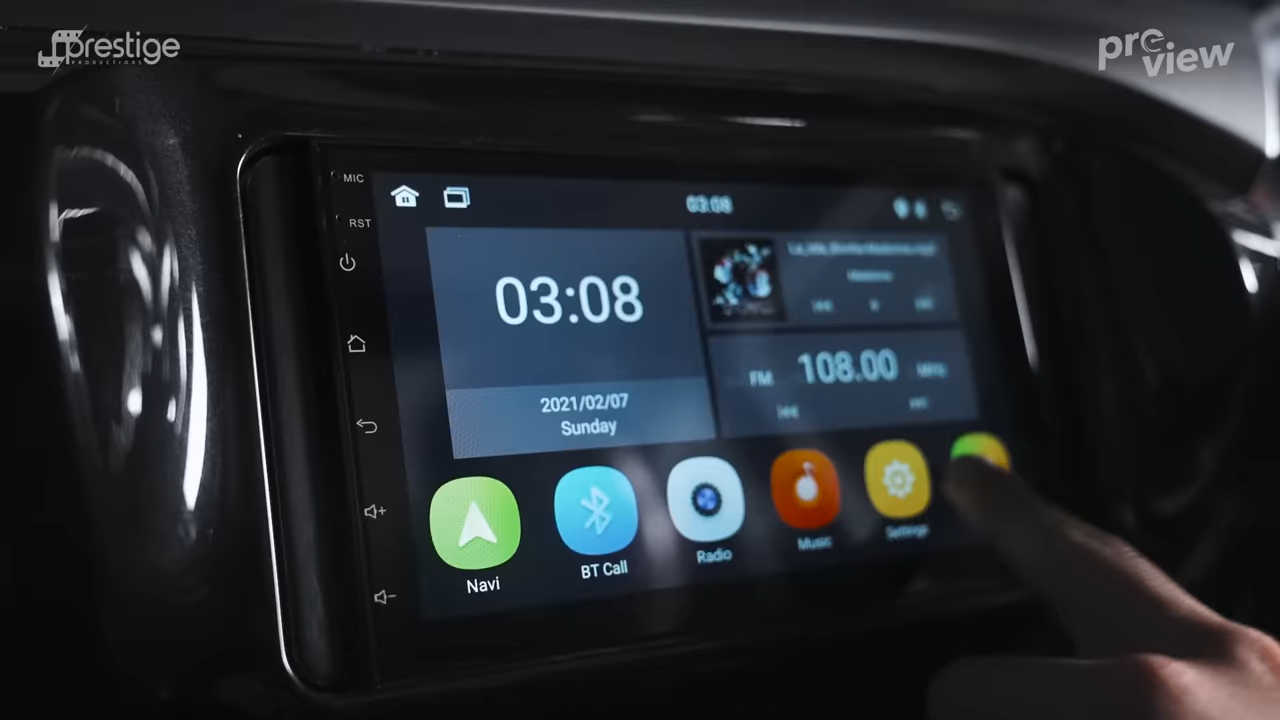 prestige
PRODUCTIONS
pre
view
MIC
RST
03:08
03:08
2021/02/07
Sunday
FM 108.00 MHz
Navi
BT Call
Radio
Music
Settings